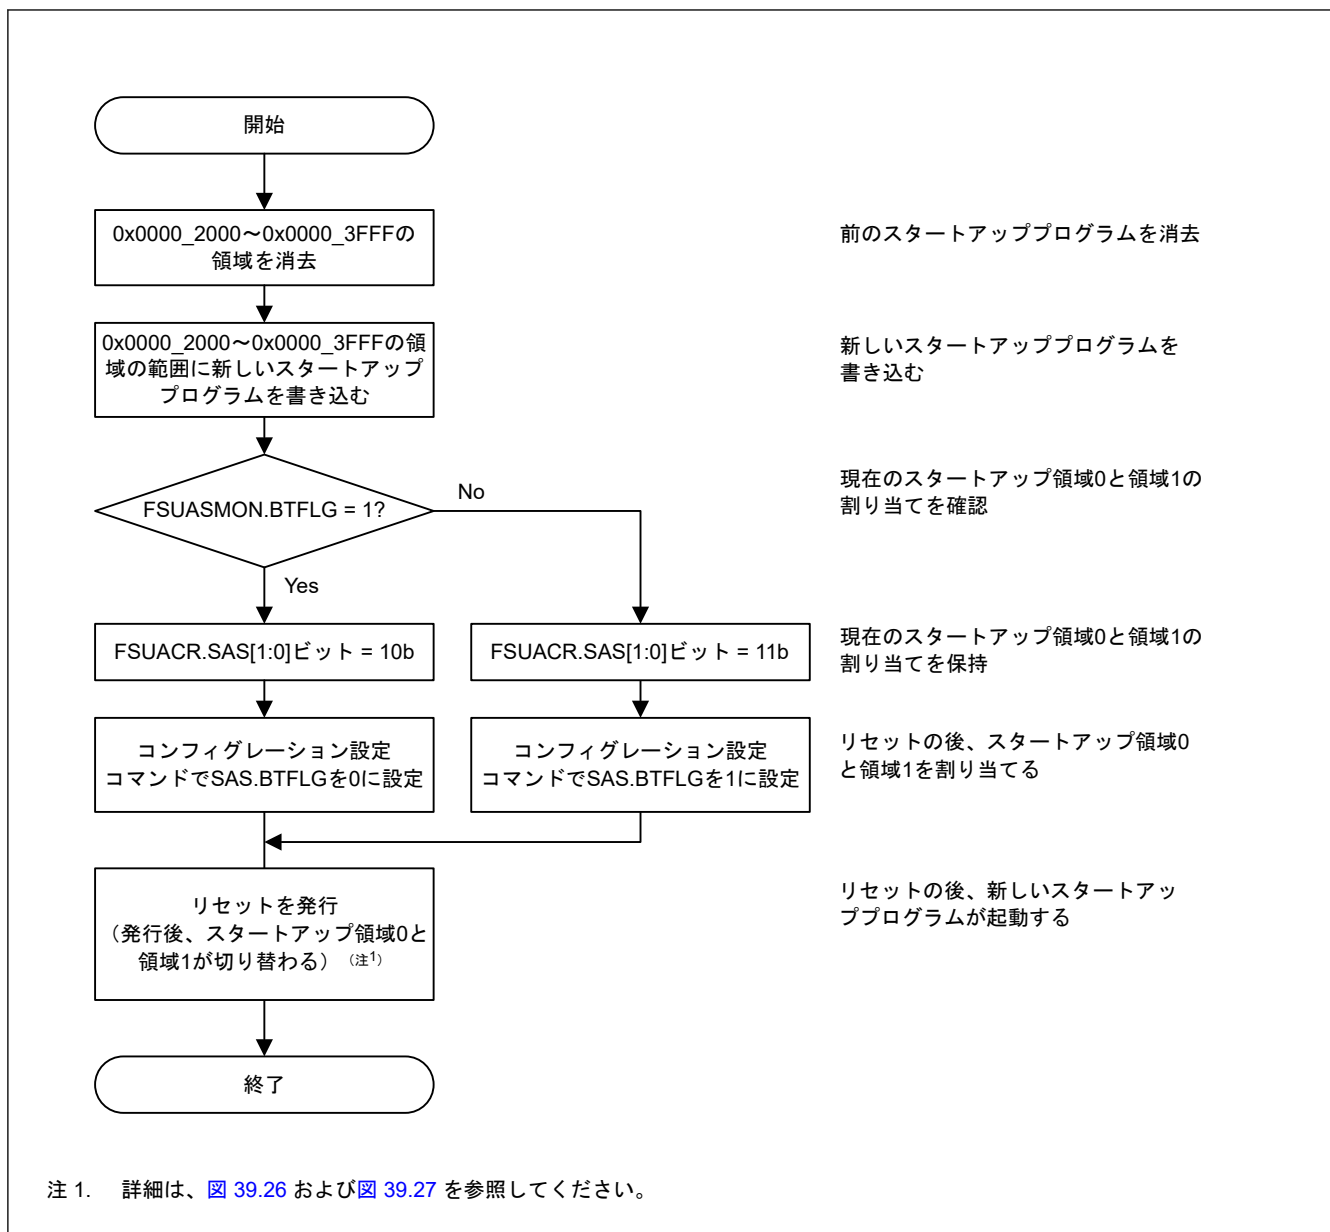 開始
0x0000_2000～0x0000_3FFFの
領域を消去
前のスタートアッププログラムを消去
0x0000_2000～0x0000_3FFFの領
域の範囲に新しいスタートアップ
プログラムを書き込む
新しいスタートアッププログラムを
書き込む
FSUASMON.BTFLG = 1?
No
Yes
現在のスタートアップ領域0と領域1の
割り当てを確認
FSUACR.SAS[1:0]ビット = 10b
FSUACR.SAS[1:0]ビット = 11b
現在のスタートアップ領域0と領域1の
割り当てを保持
コンフィグレーション設定
コマンドでSAS.BTFLGを0に設定
コンフィグレーション設定
コマンドでSAS.BTFLGを1に設定
リセットの後、スタートアップ領域0
と領域1を割り当てる
リセットを発行
（発行後、スタートアップ領域0と
領域1が切り替わる）（注1）
リセットの後、新しいスタートアッ
ププログラムが起動する
終了
注 1. 詳細は、図 39.26 および図 39.27 を参照してください。